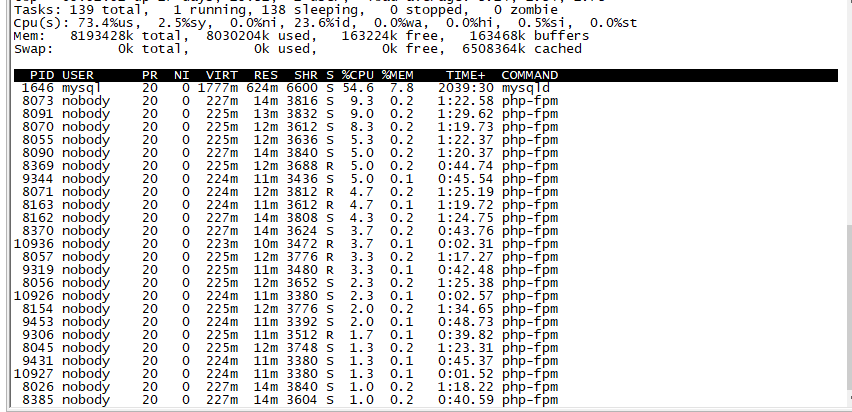 Tasks: 139 total, 1 running, 138 sleeping, 0 stopped, 0 zombie
Cpu(s): 73.4%us, 2.5%sy, 0.0%ni, 23.6%id, 0.0%wa, 0.0%hi, 0.5%si, 0.0%st
Mem: 8193428k total, 8030204k used, 163224k free, 163468k buffers
Swap: 0k total, 0k used, 0k free, 6508364k cached
PID USER PR NI VIRT RES SHR S %CPU %MEM TIME+ COMMAND
1646 mysql 20 0 1777m 624m 6600 S 54.6 7.8 2039:30 mysqld
8073 nobody 20 0 227m 14m 3816 S 9.3 0.2 1:22.58 php-fpm
8091 nobody 20 0 225m 13m 3832 S 9.0 0.2 1:29.62 php-fpm
8070 nobody 20 0 225m 12m 3612 S 8.3 0.2 1:19.73 php-fpm
8055 nobody 20 0 225m 12m 3636 S 5.3 0.2 1:22.37 php-fpm
8090 nobody 20 0 227m 14m 3840 S 5.0 0.2 1:20.37 php-fpm
8369 nobody 20 0 225m 12m 3688 R 5.0 0.2 0:44.74 php-fpm
9344 nobody 20 0 224m 11m 3436 S 5.0 0.1 0:45.54 php-fpm
8071 nobody 20 0 224m 12m 3812 R 4.7 0.2 1:25.19 php-fpm
8163 nobody 20 0 224m 11m 3612 R 4.7 0.1 1:19.72 php-fpm
8162 nobody 20 0 227m 14m 3808 S 4.3 0.2 1:24.75 php-fpm
8370 nobody 20 0 227m 14m 3624 S 3.7 0.2 0:43.76 php-fpm
10936 nobody 20 0 223m 10m 3472 R 3.7 0.1 0:02.31 php-fpm
8057 nobody 20 0 225m 12m 3776 R 3.3 0.2 1:17.27 php-fpm
9319 nobody 20 0 225m 11m 3480 R 3.3 0.1 0:42.48 php-fpm
8056 nobody 20 0 225m 12m 3652 S 2.3 0.2 1:25.38 php-fpm
10926 nobody 20 0 224m 11m 3380 S 2.3 0.1 0:02.57 php-fpm
8154 nobody 20 0 225m 12m 3776 S 2.0 0.2 1:34.65 php-fpm
9453 nobody 20 0 224m 11m 3392 S 2.0 0.1 0:48.73 php-fpm
9306 nobody 20 0 225m 11m 3512 R 1.7 0.1 0:39.82 php-fpm
8045 nobody 20 0 225m 12m 3748 S 1.3 0.2 1:23.31 php-fpm
9431 nobody 20 0 224m 11m 3380 S 1.3 0.1 0:45.37 php-fpm
10927 nobody 20 0 224m 11m 3380 S 1.3 0.1 0:01.52 php-fpm
8026 nobody 20 0 227m 14m 3840 S 1.0 0.2 1:18.22 php-fpm
8385 nobody 20 0 227m 14m 3604 S 1.0 0.2 0:40.59 php-fpm